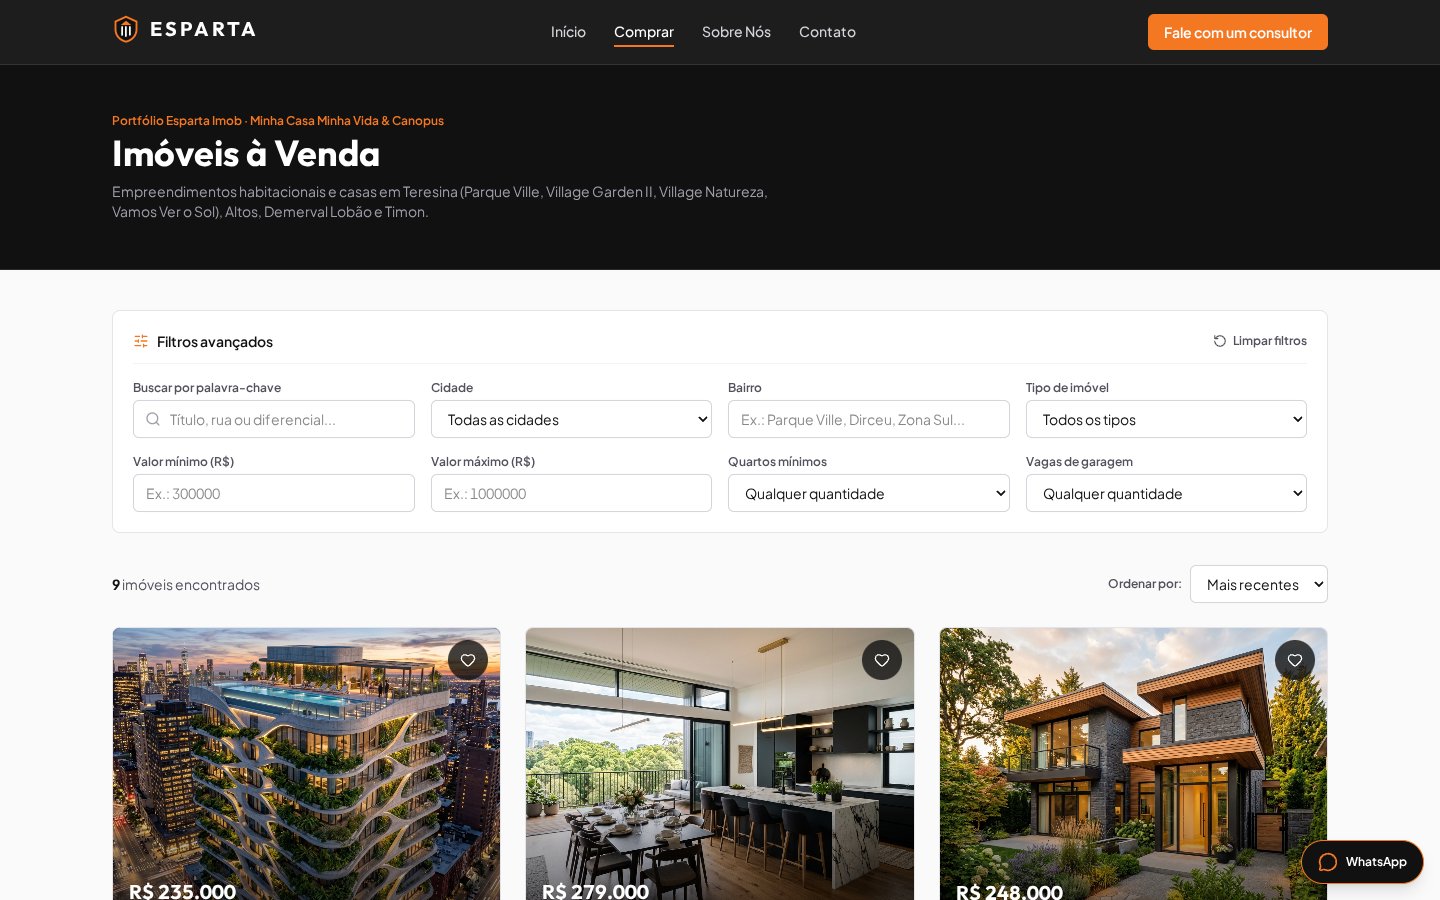 ESPARTA
Início
Comprar
Sobre Nós
Contato
Fale com um consultor
Portfólio Esparta Imob · Minha Casa Minha Vida & Canopus
Imóveis à Venda
Empreendimentos habitacionais e casas em Teresina (Parque Ville, Village Garden II, Village Natureza,
Vamos Ver o Sol), Altos, Demerval Lobão e Timon.
Filtros avançados
Limpar filtros
Buscar por palavra-chave
Cidade
Bairro
Tipo de imóvel
Título, rua ou diferencial...
Todas as cidades
Ex.: Parque Ville, Dirceu, Zona Sul...
Todos os tipos
Valor mínimo (R$)
Valor máximo (R$)
Quartos mínimos
Vagas de garagem
Ex.: 300000
Ex.: 1000000
Qualquer quantidade
Qualquer quantidade
9 imóveis encontrados
Ordenar por:
Mais recentes
R$ 235.000
R$ 279.000
R$ 248.000
WhatsApp